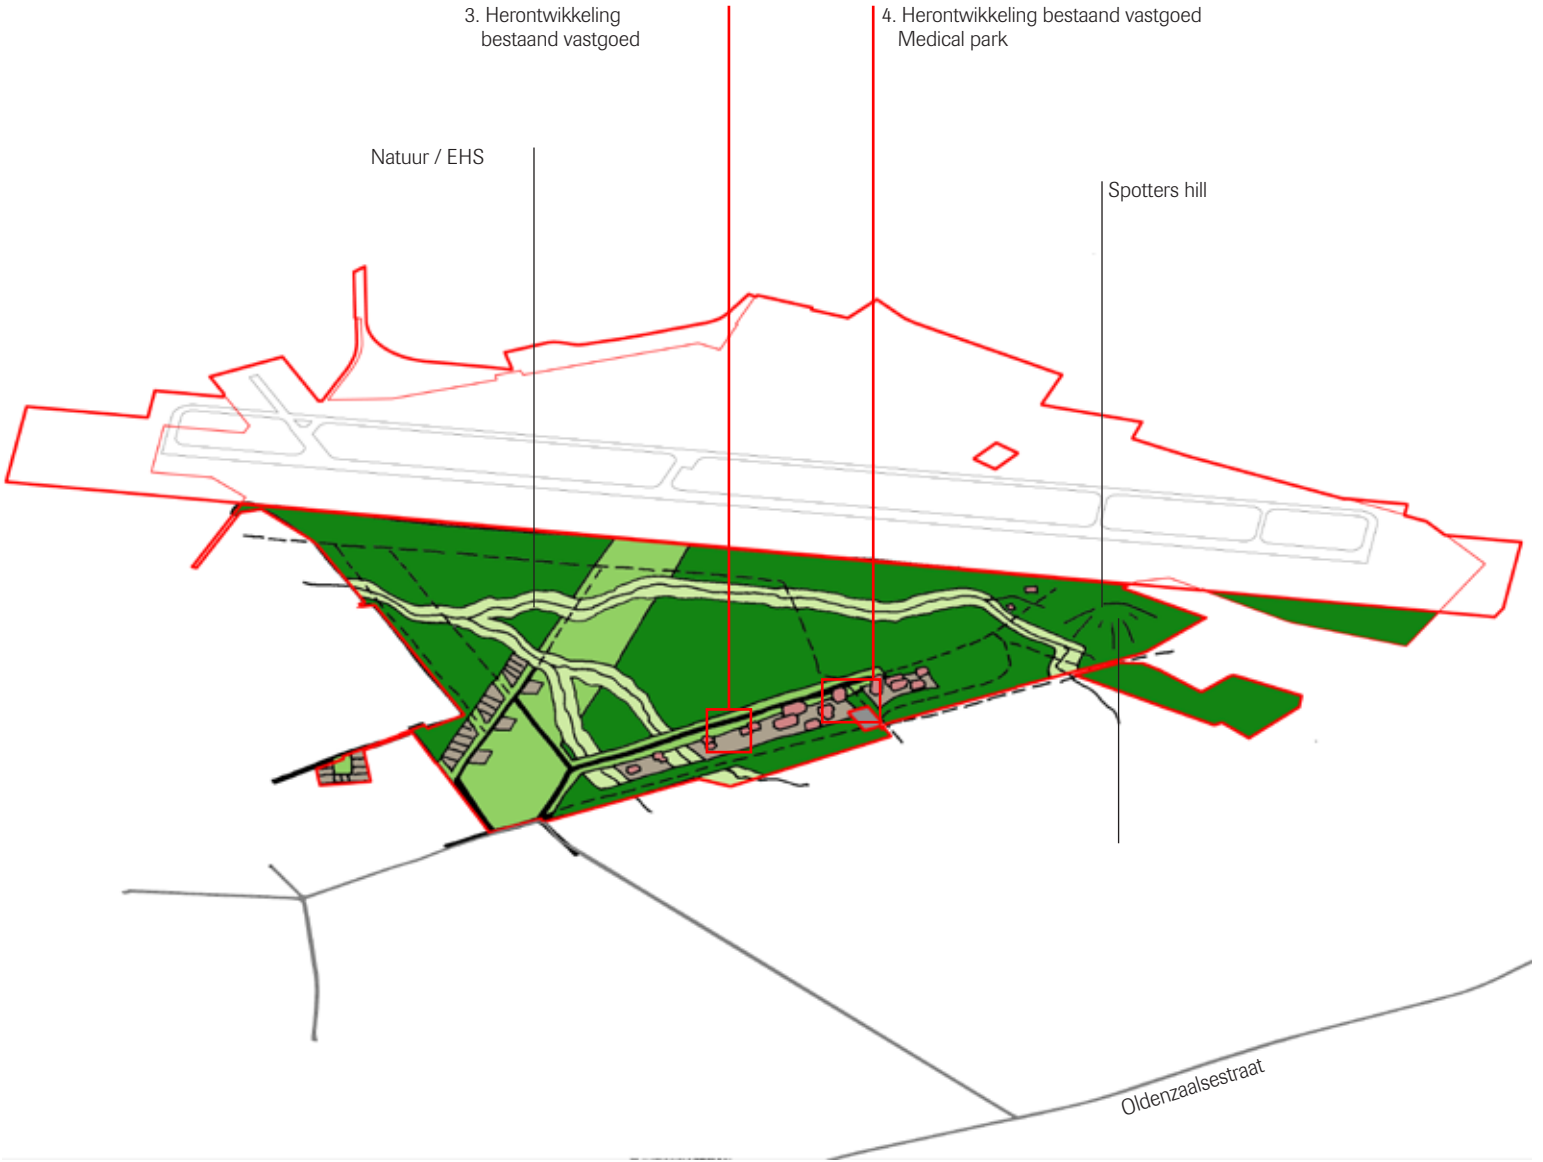 3. Herontwikkeling
bestaand vastgoed
4. Herontwikkeling bestaand vastgoed
Medical park
Natuur / EHS
Spotters hill
Oldenzaalsestraat